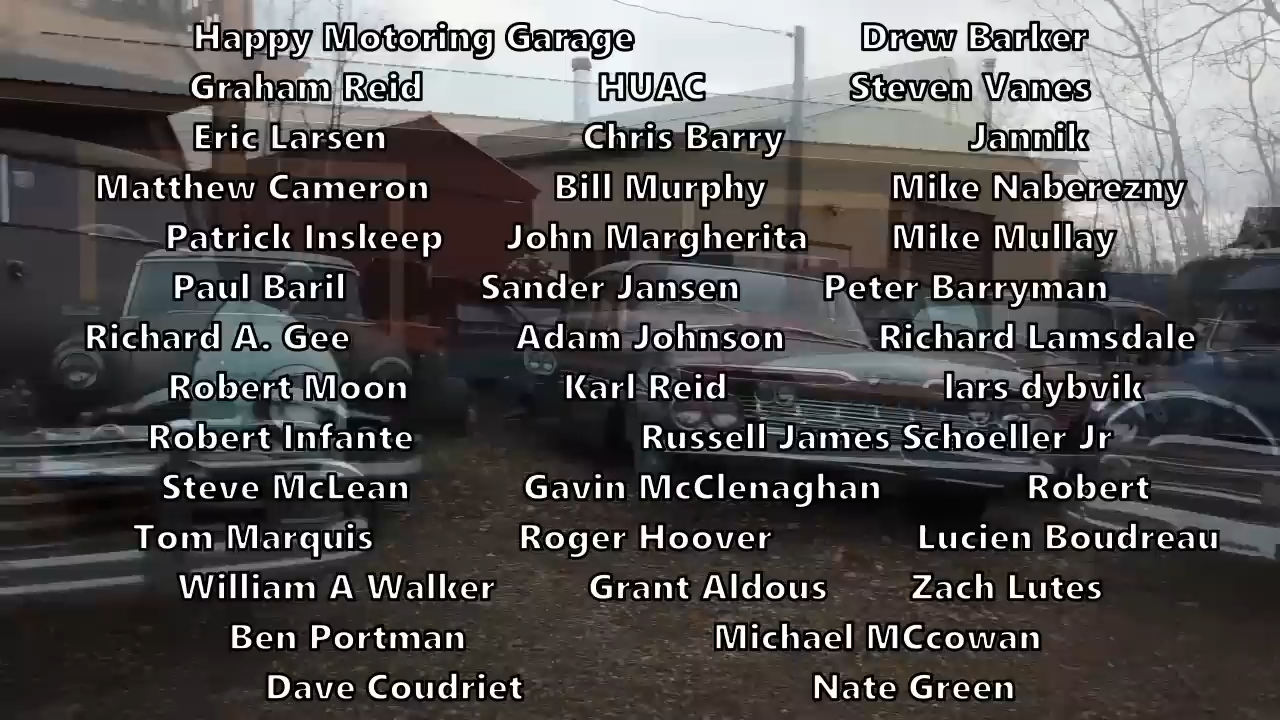 Happy Motoring Garage Drew Barker
Graham Reid HUAC Steven Vanes
Eric Larsen Chris Barry Jannik
Matthew Cameron Bill Murphy Mike Naberezny
Patrick Inskeep John Margherita Mike Mullay
Paul Baril Sander Jansen Peter Barryman
Richard A. Gee Adam Johnson Richard Lamsdale
Robert Moon Karl Reid lars dybvik
Robert Infante Russell James Schoeller Jr
Steve McLean Gavin McClenaghan Robert
Tom Marquis Roger Hoover Lucien Boudreau
William A Walker Grant Aldous Zach Lutes
Ben Portman Michael MCcowan
Dave Coudriet Nate Green